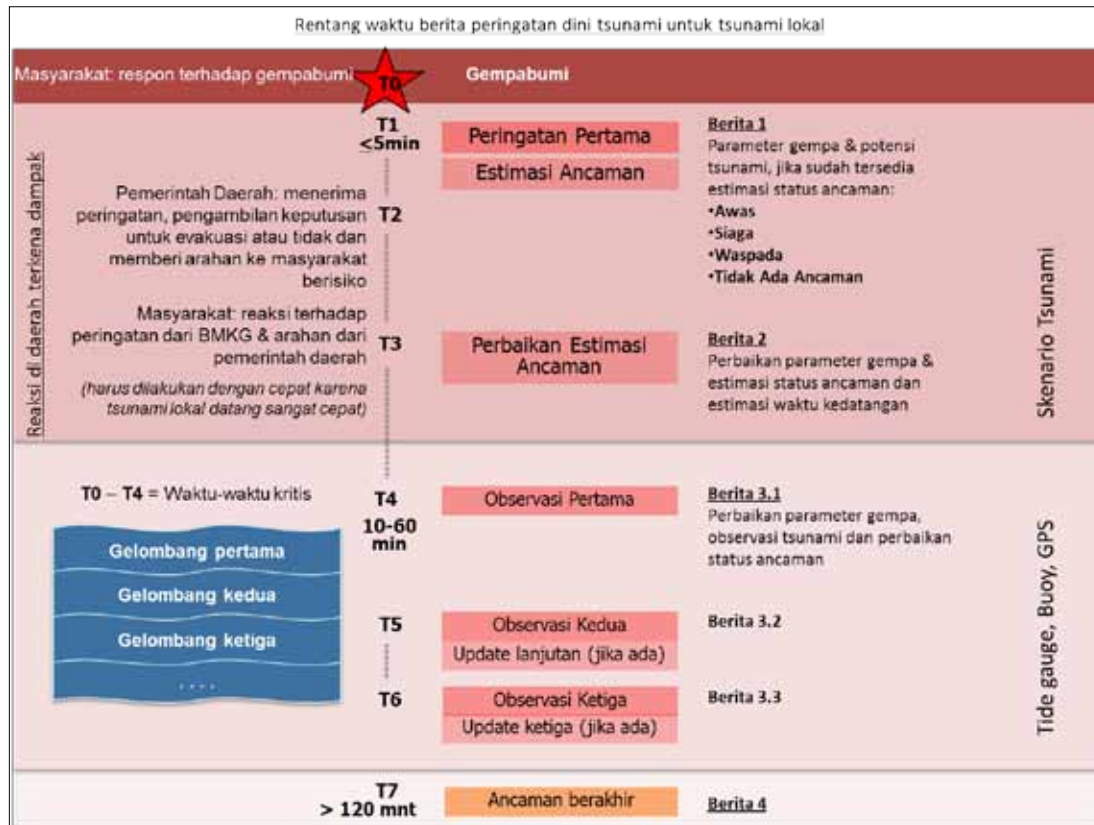 Rentang waktu berita peringatan dini tsunami untuk tsunami lokal
Masyarakat: respon terhadap gempabumi
T0
Gempabumi
Reaksi di daerah terkena dampak
T1
≤5min
Peringatan Pertama
Estimasi Ancaman
Berita 1
Parameter gempa & potensi
tsunami, jika sudah tersedia
estimasi status ancaman:
•Awas
•Siaga
•Waspada
•Tidak Ada Ancaman
Pemerintah Daerah: menerima
peringatan, pengambilan keputusan
untuk evakuasi atau tidak dan
memberi arahan ke masyarakat
berisiko
T2
Masyarakat: reaksi terhadap
peringatan dari BMKG & arahan dari
pemerintah daerah
(harus dilakukan dengan cepat karena
tsunami lokal datang sangat cepat)
T3
Perbaikan Estimasi
Ancaman
Berita 2
Perbaikan parameter gempa &
estimasi status ancaman dan
estimasi waktu kedatangan
Skenario Tsunami
T0 – T4 = Waktu-waktu kritis
Gelombang pertama
Gelombang kedua
Gelombang ketiga
....
T4
10-60
min
Observasi Pertama
Berita 3.1
Perbaikan parameter gempa,
observasi tsunami dan perbaikan
status ancaman
T5
Observasi Kedua
Update lanjutan (jika ada)
Berita 3.2
T6
Observasi Ketiga
Update ketiga (jika ada)
Berita 3.3
Tide gauge, Buoy, GPS
T7
> 120 mnt
Ancaman berakhir
Berita 4